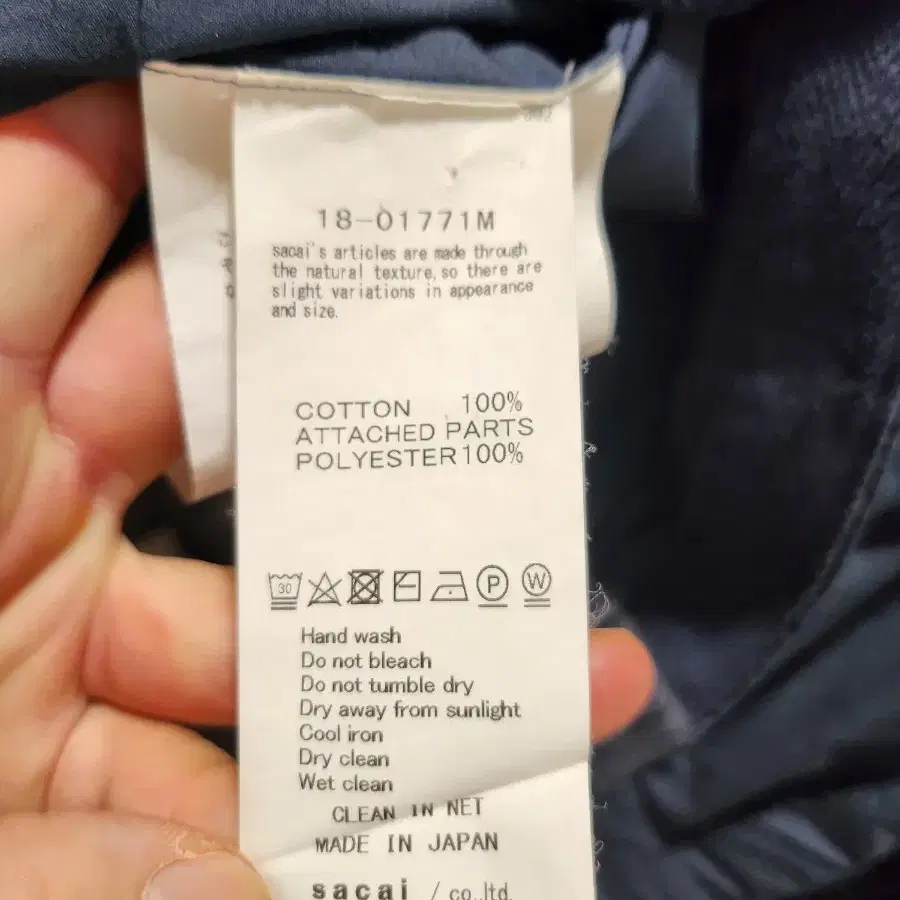 18-01771M
sacai's articles are made through
the natural texture, so there are
slight variations in appearance
and size.
COTTON 100%
ATTACHED PARTS
POLYESTER 100%
30
P
W
Hand wash
Do not bleach
Do not tumble dry
Dry away from sunlight
Cool iron
Dry clean
Wet clean
CLEAN IN NET
MADE IN JAPAN
sacai / co.,ltd.